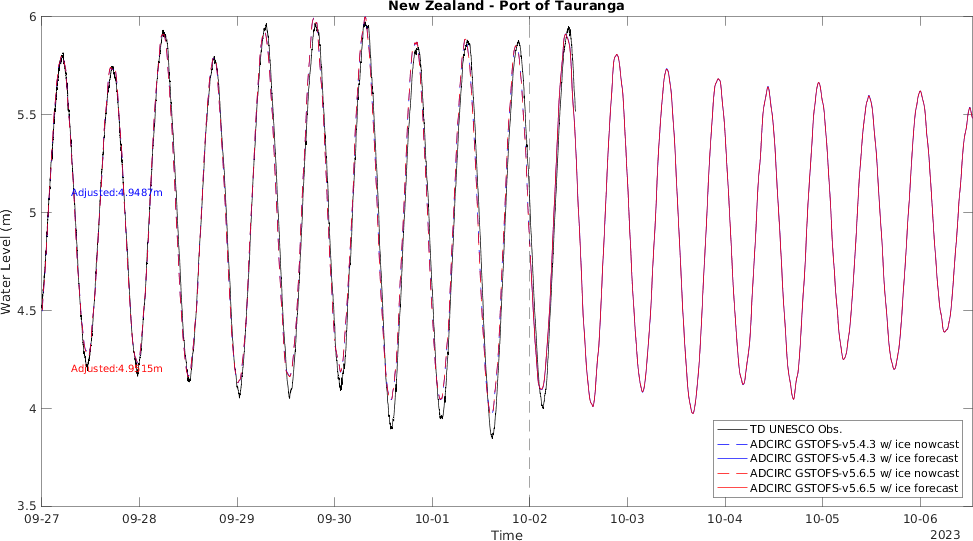 New Zealand - Port of Tauranga
6
5.5
5
4.5
4
3.5
Water Level (m)
Adjusted:4.9487m
TD UNESCO Obs.
ADCIRC GSTOFS-v5.4.3 w/ ice nowcast
ADCIRC GSTOFS-v5.4.3 w/ ice forecast
ADCIRC GSTOFS-v5.6.5 w/ ice nowcast
ADCIRC GSTOFS-v5.6.5 w/ ice forecast
09-27 09-28 09-29 09-30 10-01 10-02 10-03 10-04 10-05 10-06
Time
2023